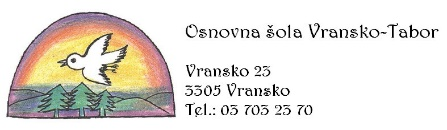 Osnovna šola Vransko-Tabor
Vransko 23
3305 Vransko
Tel.: 03 703 23 70